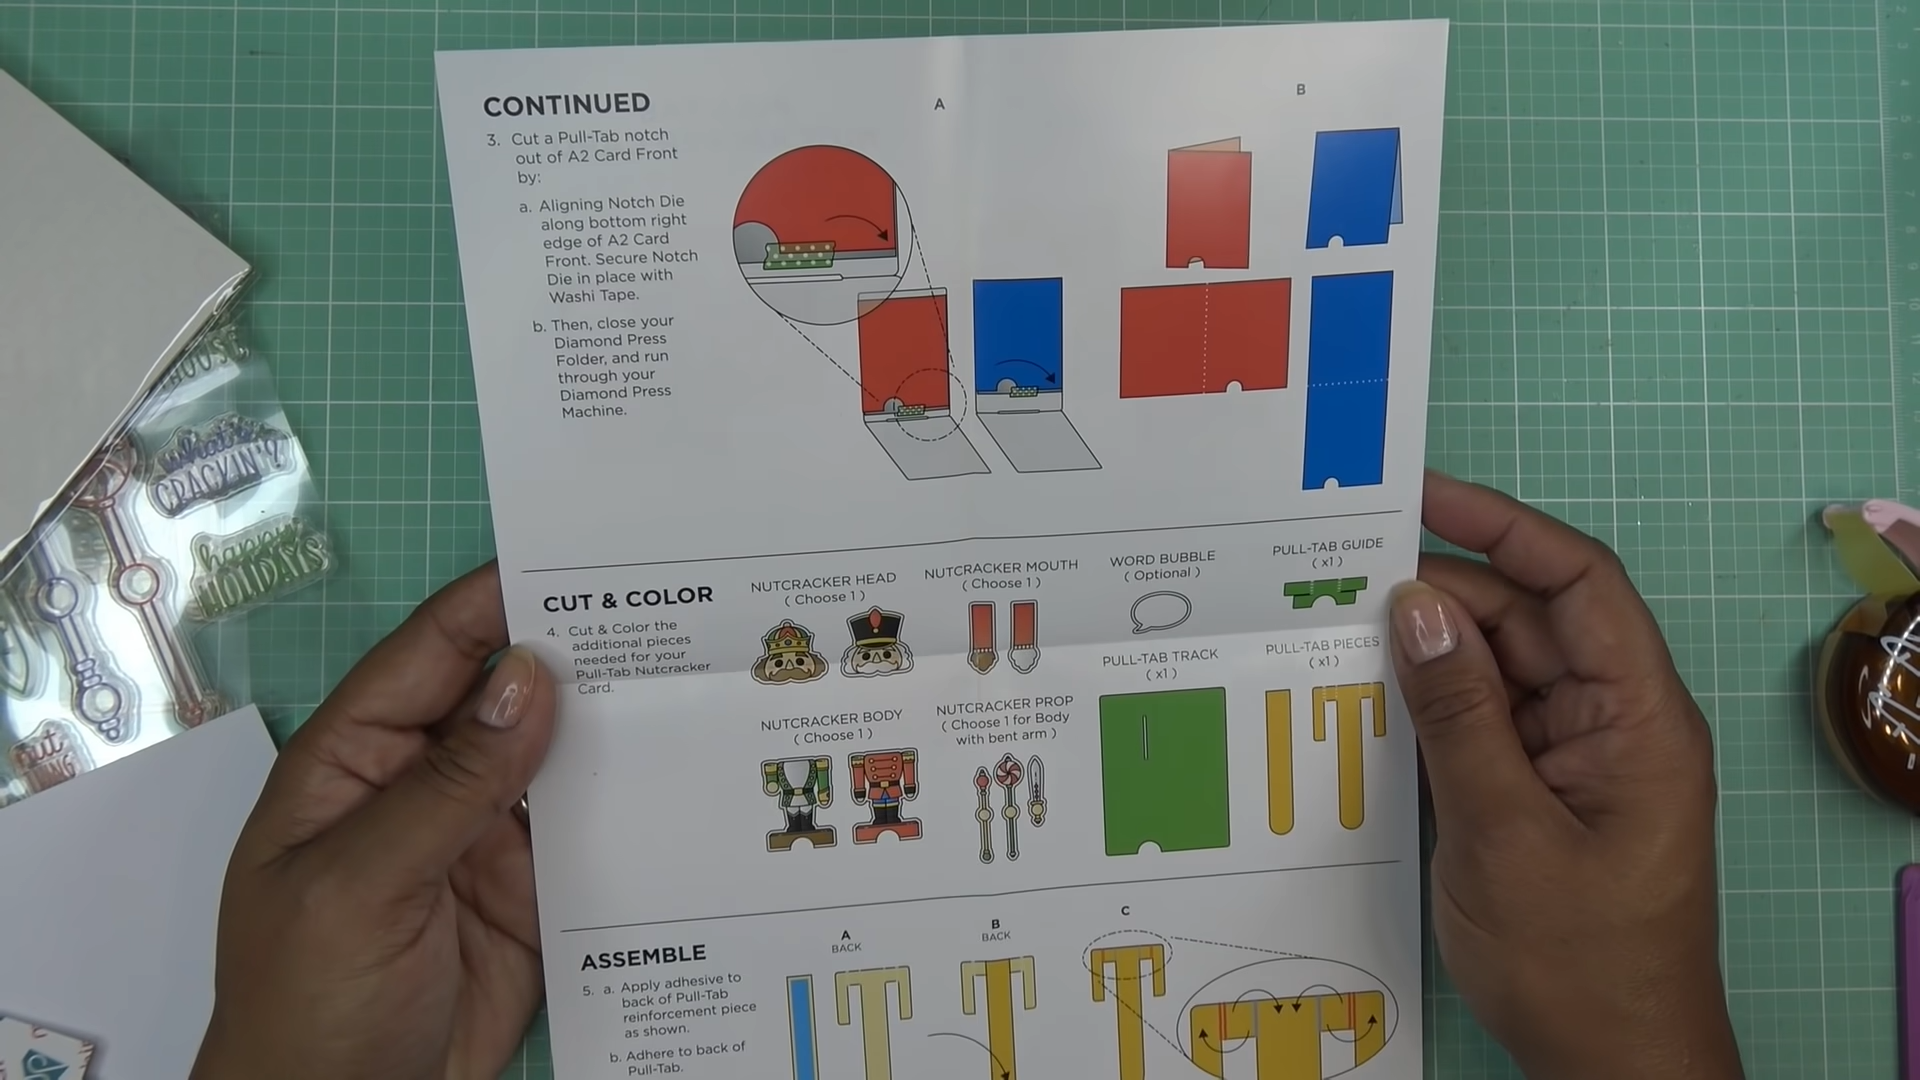 CONTINUED
3. Cut a Pull-Tab notch
out of A2 Card Front
by:
a. Aligning Notch Die
along bottom right
edge of A2 Card
Front. Secure Notch
Die in place with
Washi Tape.
b. Then, close your
Diamond Press
Folder, and run
through your
Diamond Press
Machine.
A
B
CUT & COLOR
4. Cut & Color the
additional pieces
needed for your
Pull-Tab Nutcracker
Card.
NUTCRACKER HEAD
( Choose 1 )
NUTCRACKER MOUTH
( Choose 1 )
WORD BUBBLE
( Optional )
PULL-TAB GUIDE
( x1 )
NUTCRACKER BODY
( Choose 1 )
NUTCRACKER PROP
( Choose 1 for Body
with bent arm )
PULL-TAB TRACK
( x1 )
PULL-TAB PIECES
( x1 )
ASSEMBLE
5. a. Apply adhesive to
back of Pull-Tab
reinforcement piece
as shown.
b. Adhere to back of
Pull-Tab.
A
BACK
B
BACK
C
what's
CRACKIN'?
happy
HOLIDAYS